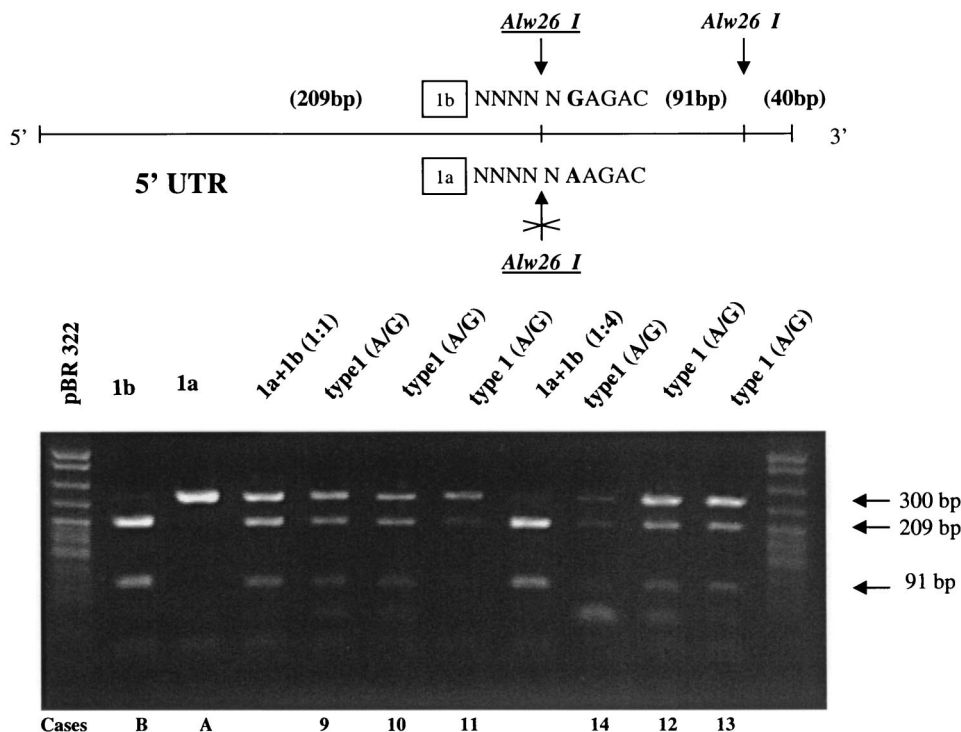 Alw26 I Alw26 I
(209bp) 1b NNNN N GAGAC (91bp) (40bp)
5’ 3’
5’ UTR 1a NNNN N AAGAC
Alw26 I
pBR 322 1b 1a 1a+1b (1:1) type1 (A/G) type1 (A/G) type 1 (A/G) 1a+1b (1:4) type1 (A/G) type 1 (A/G) type 1 (A/G)
300 bp
209 bp
91 bp
Cases B A 9 10 11 14 12 13